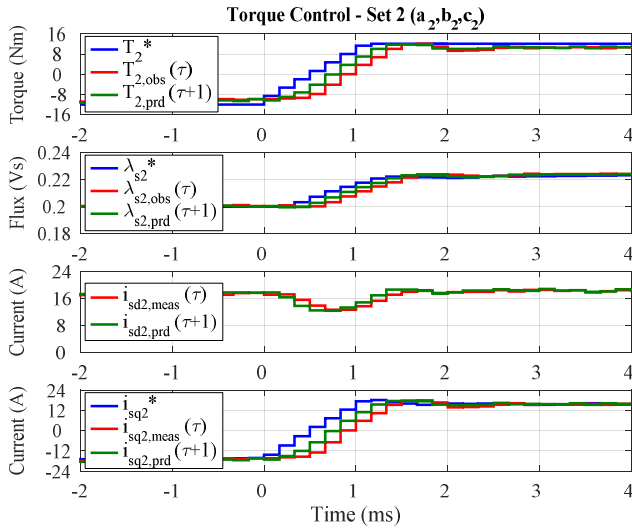 Torque Control - Set 2 (a2,b2,c2)
Torque (Nm)
16
8
0
-8
-16
T2*
T2,obs (τ)
T2,prd (τ+1)
-2 -1 0 1 2 3 4
Flux (Vs)
0.24
0.22
0.2
0.18
λs2*
λs2,obs (τ)
λs2,prd (τ+1)
-2 -1 0 1 2 3 4
Current (A)
24
18
12
6
0
isd2,meas (τ)
isd2,prd (τ+1)
-2 -1 0 1 2 3 4
Current (A)
24
12
0
-12
-24
isq2*
isq2,meas (τ)
isq2,prd (τ+1)
-2 -1 0 1 2 3 4
Time (ms)